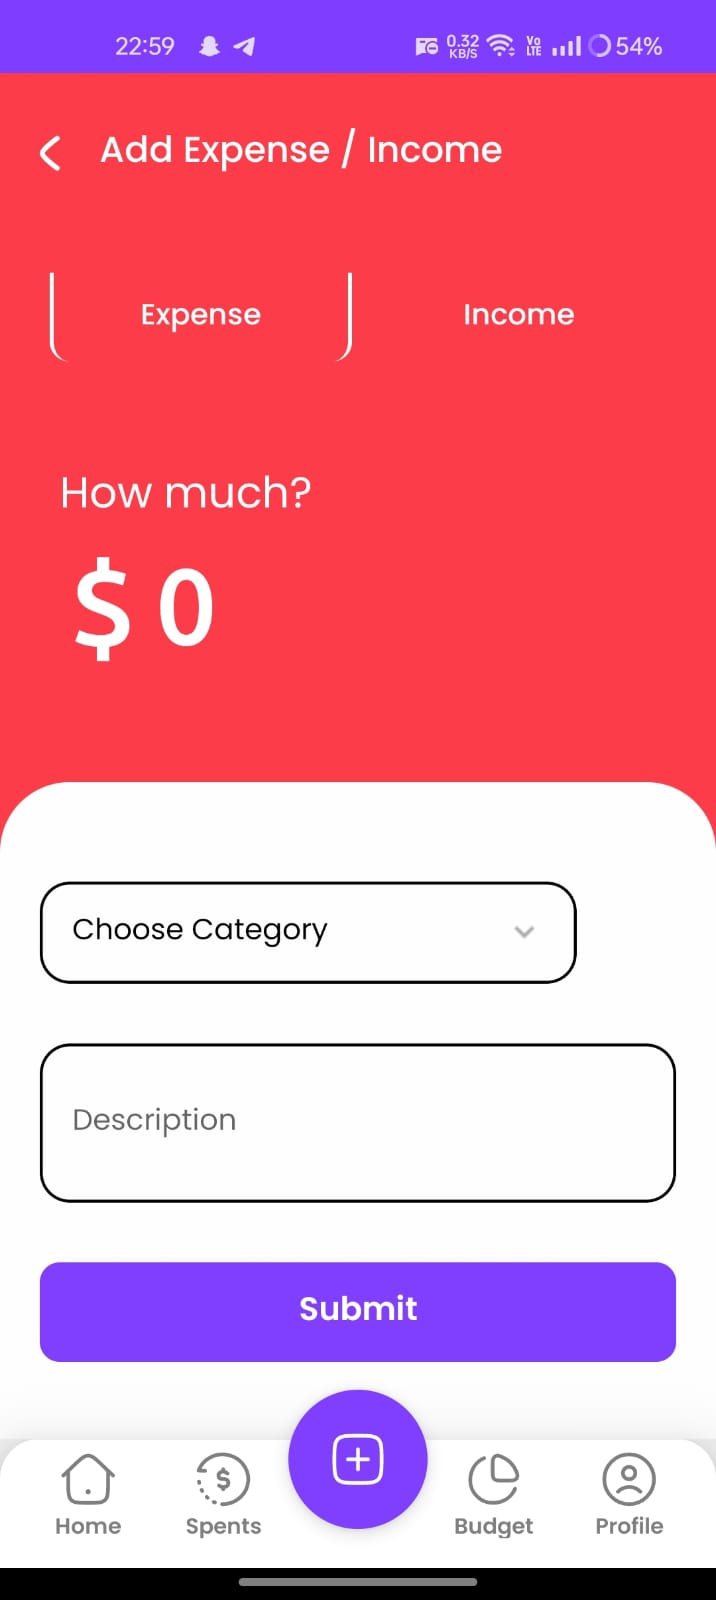 22:59 0.32 KB/S Vo LTE 54%
Add Expense / Income
Expense Income
How much?
$ 0
Choose Category
Description
Submit
Home Spents Budget Profile